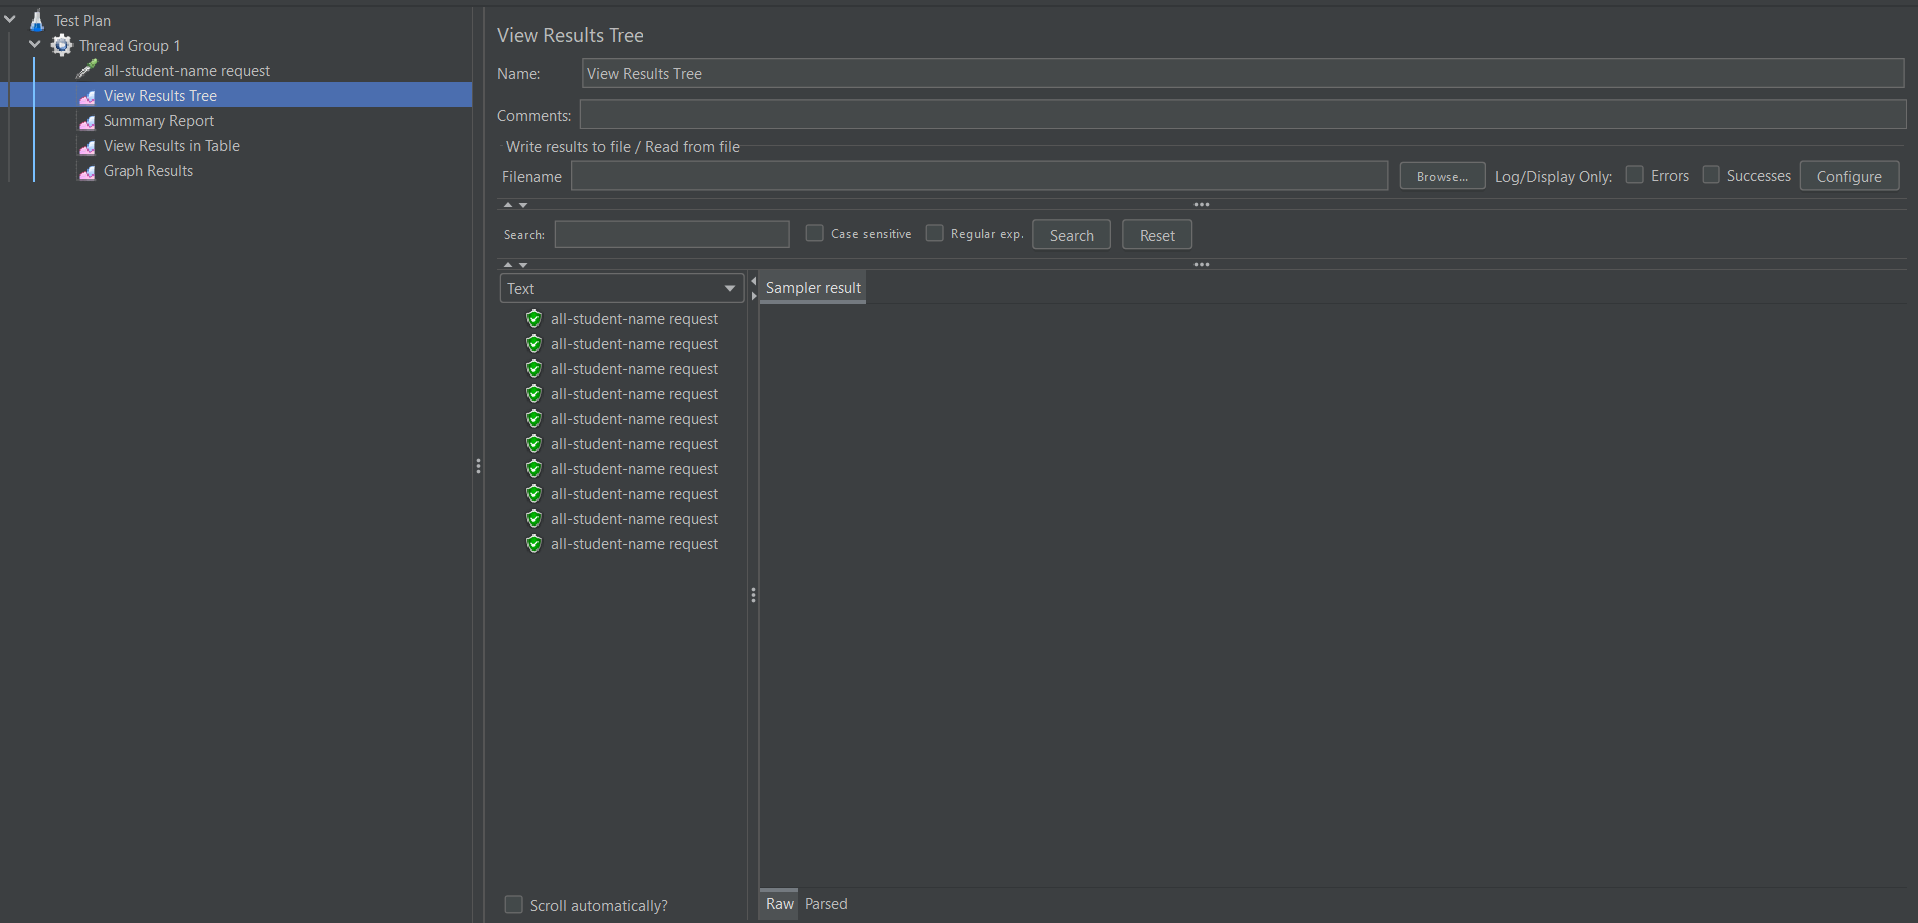 Test Plan
Thread Group 1
all-student-name request
View Results Tree
Summary Report
View Results in Table
Graph Results
View Results Tree
Name: View Results Tree
Comments:
Write results to file / Read from file
Filename Browse... Log/Display Only: Errors Successes Configure
Search: Case sensitive Regular exp. Search Reset
Text Sampler result
all-student-name request
all-student-name request
all-student-name request
all-student-name request
all-student-name request
all-student-name request
all-student-name request
all-student-name request
all-student-name request
all-student-name request
Scroll automatically? Raw Parsed